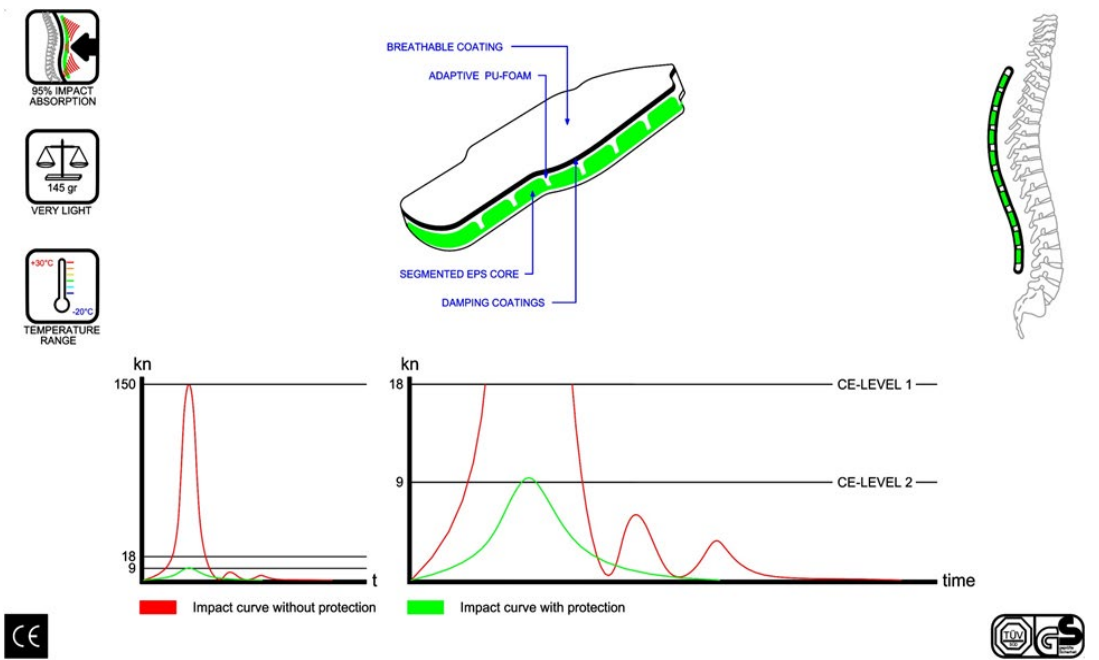 95% IMPACT
ABSORPTION
145 gr
VERY LIGHT
+30°C
-20°C
TEMPERATURE
RANGE
BREATHABLE COATING
ADAPTIVE PU-FOAM
SEGMENTED EPS CORE
DAMPING COATINGS
kn
150
18
9
t
kn
18
CE-LEVEL 1
9
CE-LEVEL 2
time
Impact curve without protection
Impact curve with protection
CE
TÜV
GS